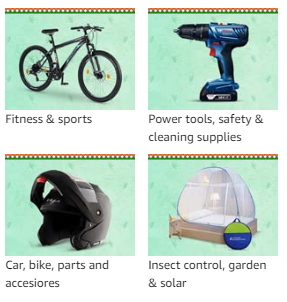 Fitness & sports
Power tools, safety &
cleaning supplies
Car, bike, parts and
accesiores
Insect control, garden
& solar